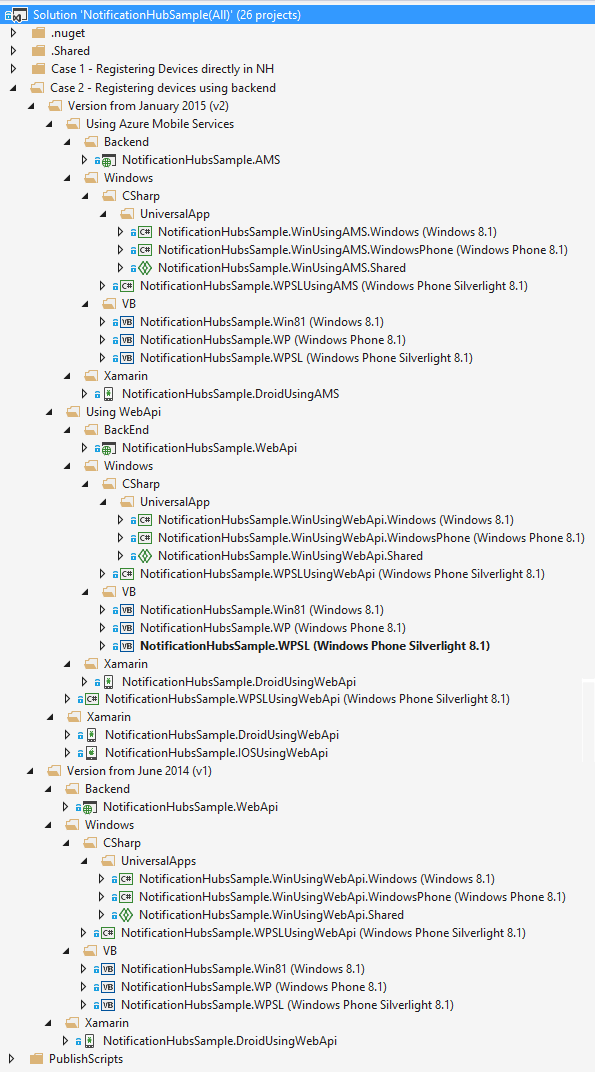 Solution 'NotificationHubSample(All)' (26 projects)
.nuget
.Shared
Case 1 - Registering Devices directly in NH
Case 2 - Registering devices using backend
Version from January 2015 (v2)
Using Azure Mobile Services
Backend
NotificationHubsSample.AMS
Windows
CSharp
UniversalApp
C# NotificationHubsSample.WinUsingAMS.Windows (Windows 8.1)
C# NotificationHubsSample.WinUsingAMS.WindowsPhone (Windows Phone 8.1)
NotificationHubsSample.WinUsingAMS.Shared
C# NotificationHubsSample.WPSLUsingAMS (Windows Phone Silverlight 8.1)
VB
VB NotificationHubsSample.Win81 (Windows 8.1)
VB NotificationHubsSample.WP (Windows Phone 8.1)
VB NotificationHubsSample.WPSL (Windows Phone Silverlight 8.1)
Xamarin
NotificationHubsSample.DroidUsingAMS
Using WebApi
BackEnd
NotificationHubsSample.WebApi
Windows
CSharp
UniversalApp
C# NotificationHubsSample.WinUsingWebApi.Windows (Windows 8.1)
C# NotificationHubsSample.WinUsingWebApi.WindowsPhone (Windows Phone 8.1)
NotificationHubsSample.WinUsingWebApi.Shared
C# NotificationHubsSample.WPSLUsingWebApi (Windows Phone Silverlight 8.1)
VB
VB NotificationHubsSample.Win81 (Windows 8.1)
VB NotificationHubsSample.WP (Windows Phone 8.1)
VB NotificationHubsSample.WPSL (Windows Phone Silverlight 8.1)
Xamarin
NotificationHubsSample.DroidUsingWebApi
C# NotificationHubsSample.WPSLUsingWebApi (Windows Phone Silverlight 8.1)
Xamarin
NotificationHubsSample.DroidUsingWebApi
NotificationHubsSample.IOSUsingWebApi
Version from June 2014 (v1)
Backend
NotificationHubsSample.WebApi
Windows
CSharp
UniversalApps
C# NotificationHubsSample.WinUsingWebApi.Windows (Windows 8.1)
C# NotificationHubsSample.WinUsingWebApi.WindowsPhone (Windows Phone 8.1)
NotificationHubsSample.WinUsingWebApi.Shared
C# NotificationHubsSample.WPSLUsingWebApi (Windows Phone Silverlight 8.1)
VB
VB NotificationHubsSample.Win81 (Windows 8.1)
VB NotificationHubsSample.WP (Windows Phone 8.1)
VB NotificationHubsSample.WPSL (Windows Phone Silverlight 8.1)
Xamarin
NotificationHubsSample.DroidUsingWebApi
PublishScripts